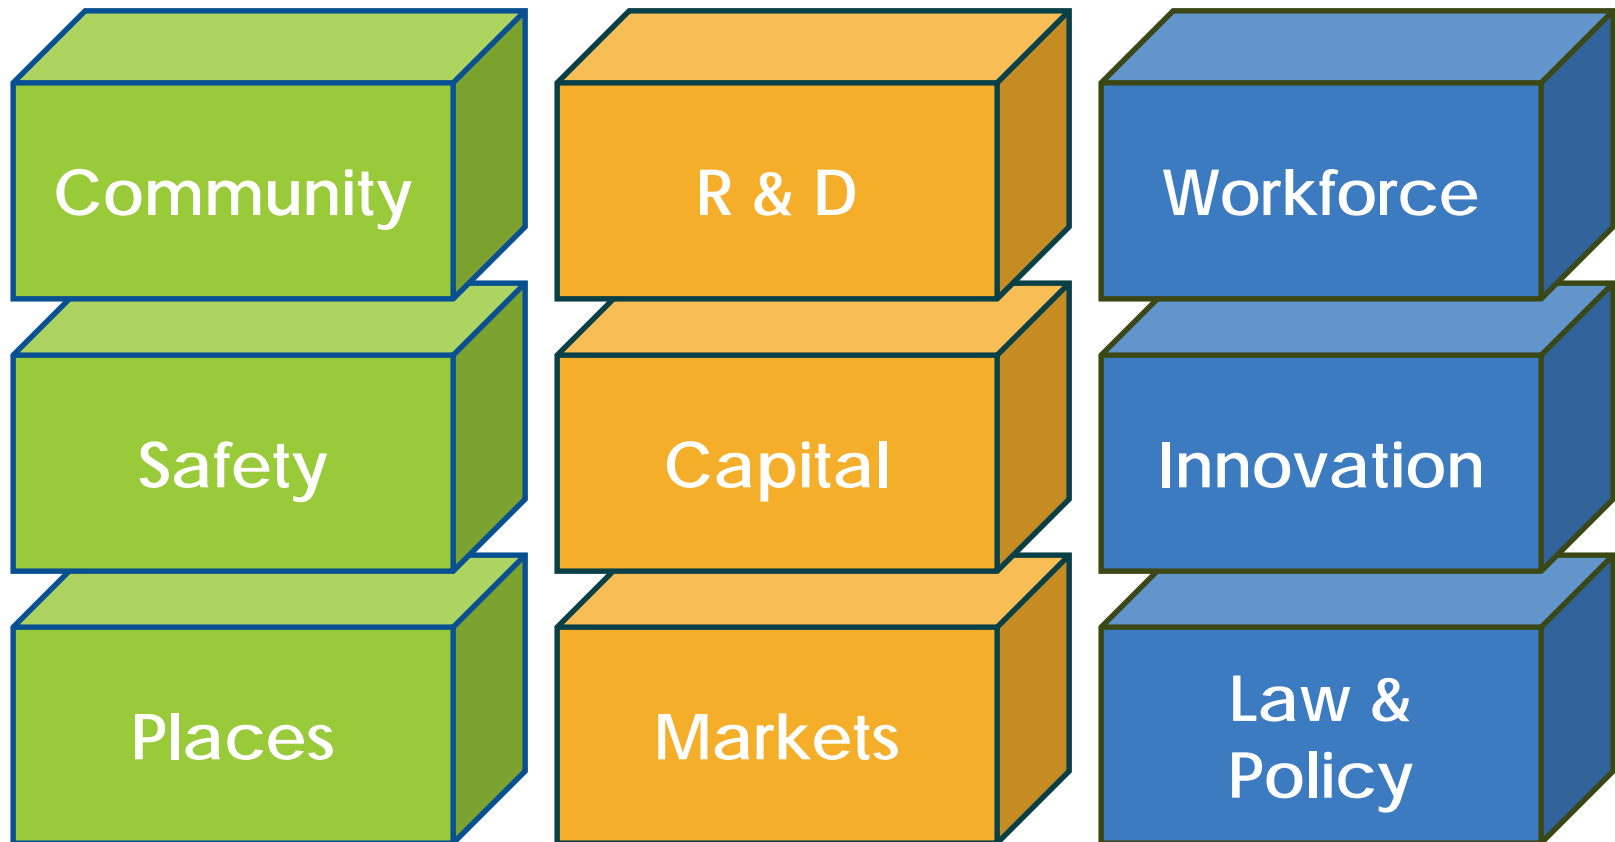 Community
R & D
Workforce
Safety
Capital
Innovation
Places
Markets
Law &
Policy